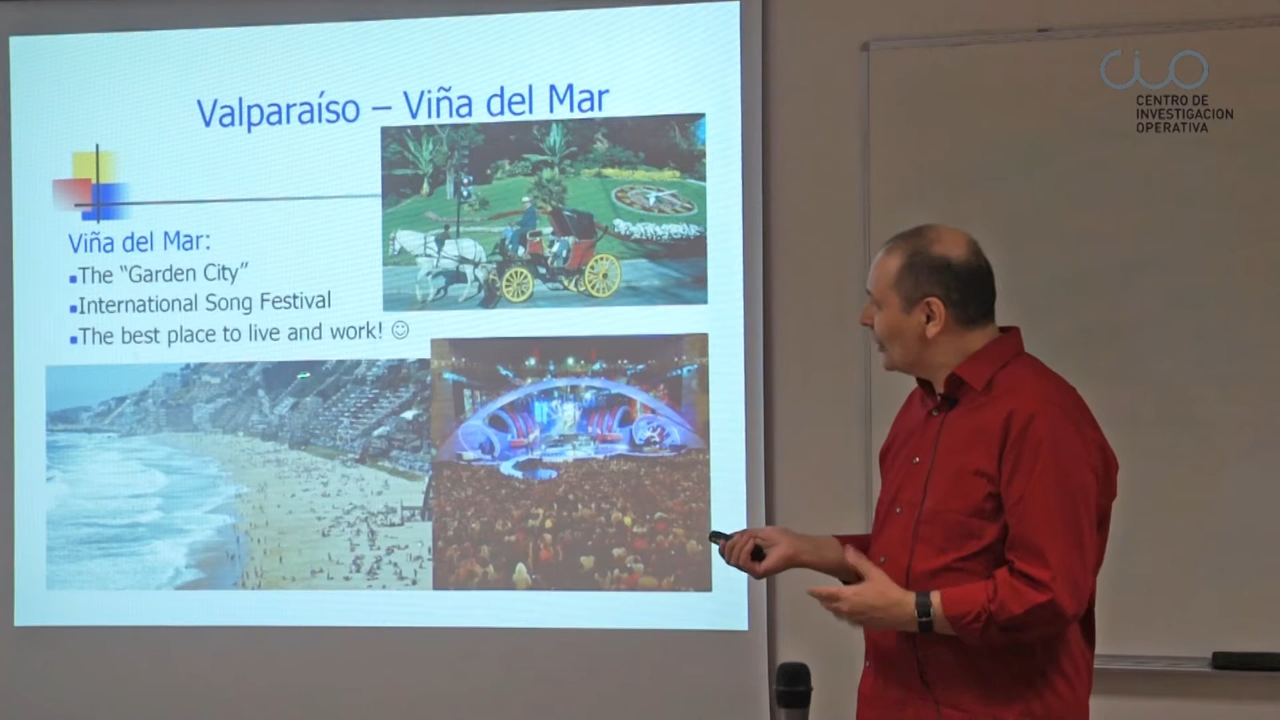 Valparaíso – Viña del Mar
Viña del Mar:
▪The “Garden City”
▪International Song Festival
▪The best place to live and work! ☺
CIO
CENTRO DE
INVESTIGACION
OPERATIVA